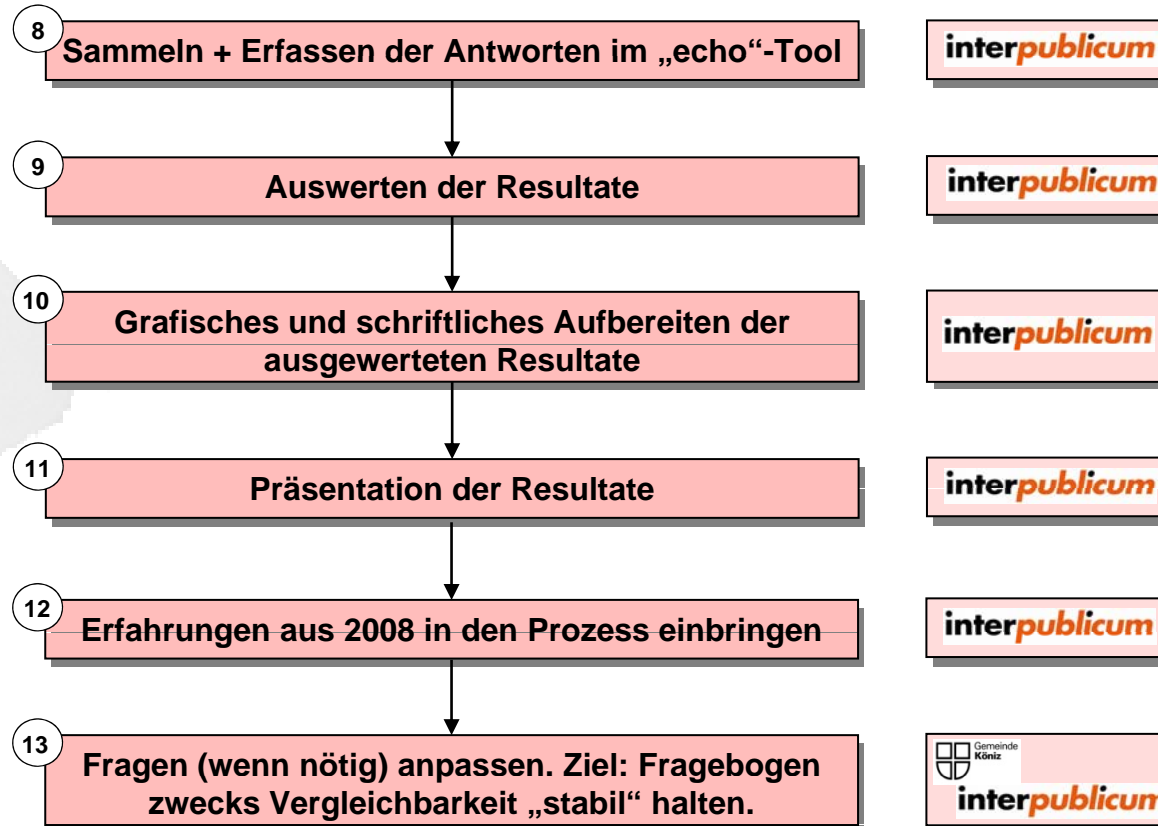 8
Sammeln + Erfassen der Antworten im „echo“-Tool
interpublicum
9
Auswerten der Resultate
interpublicum
10
Grafisches und schriftliches Aufbereiten der
ausgewerteten Resultate
interpublicum
11
Präsentation der Resultate
interpublicum
12
Erfahrungen aus 2008 in den Prozess einbringen
interpublicum
13
Fragen (wenn nötig) anpassen. Ziel: Fragebogen
zwecks Vergleichbarkeit „stabil“ halten.
Gemeinde
Köniz
interpublicum